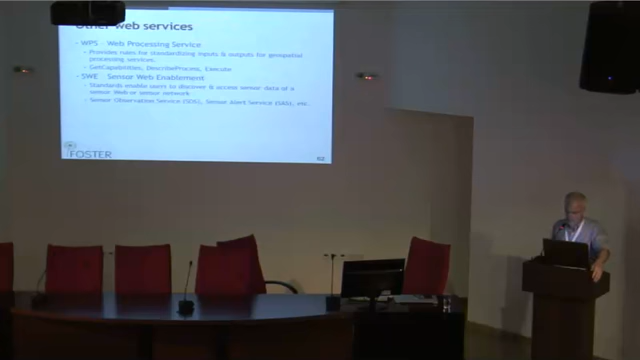 Other web services
- WPS - Web Processing Service
- Provides rules for standardizing inputs & outputs for geospatial
processing services.
- GetCapabilities, DescribeProcess, Execute
- SWE Sensor Web Enablement
- Standards enable users to discover & access sensor data of a
sensor Web or sensor network
- Sensor Observation Service (SOS), Sensor Alert Service (SAS), etc.
FOSTER
62